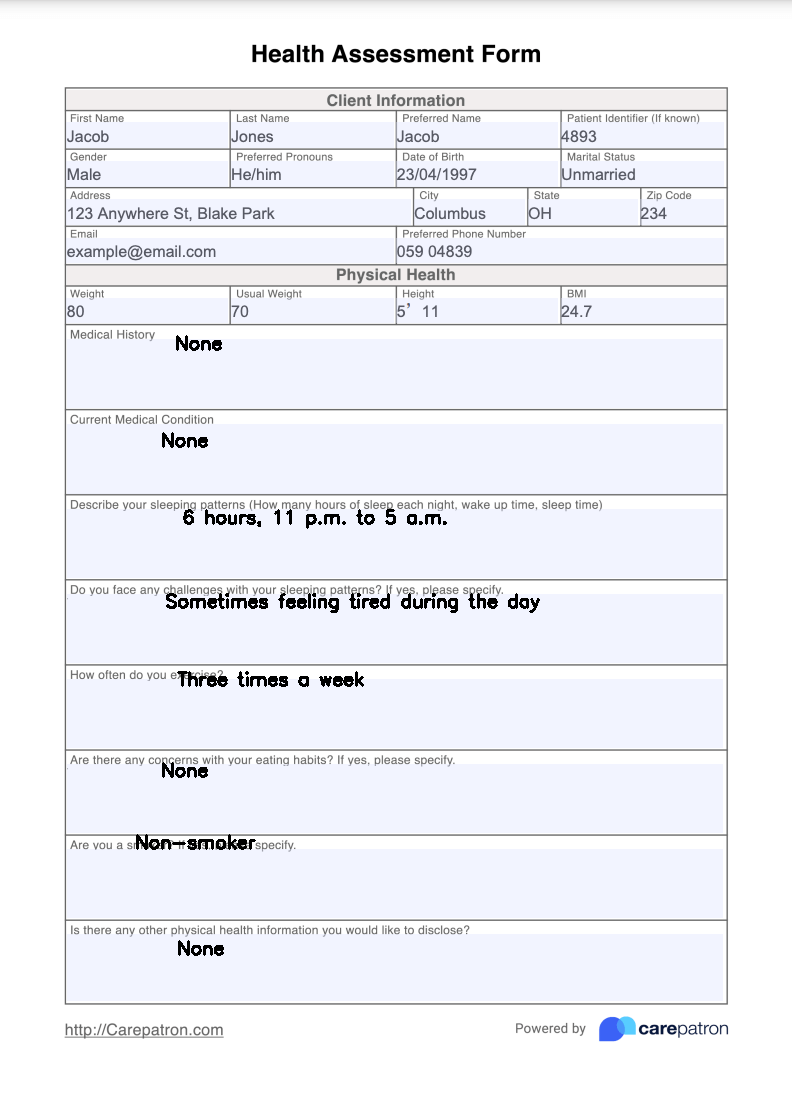 Health Assessment Form
Client Information
First Name Last Name Preferred Name Patient Identifier (If known)
Jacob Jones Jacob 4893
Gender Preferred Pronouns Date of Birth Marital Status
Male He/him 23/04/1997 Unmarried
Address City State Zip Code
123 Anywhere St, Blake Park Columbus OH 234
Email Preferred Phone Number
example@email.com 059 04839
Physical Health
Weight Usual Weight Height BMI
80 70 5’ 11 24.7
Medical History
None
Current Medical Condition
None
Describe your sleeping patterns (How many hours of sleep each night, wake up time, sleep time)
6 hours, 11 p.m. to 5 a.m.
Do you face any challenges with your sleeping patterns? If yes, please specify.
Sometimes feeling tired during the day
How often do you exercise?
Three times a week
Are there any concerns with your eating habits? If yes, please specify.
None
Are you a specify.
Non-smoker
Is there any other physical health information you would like to disclose?
None
http://Carepatron.com Powered by carepatron